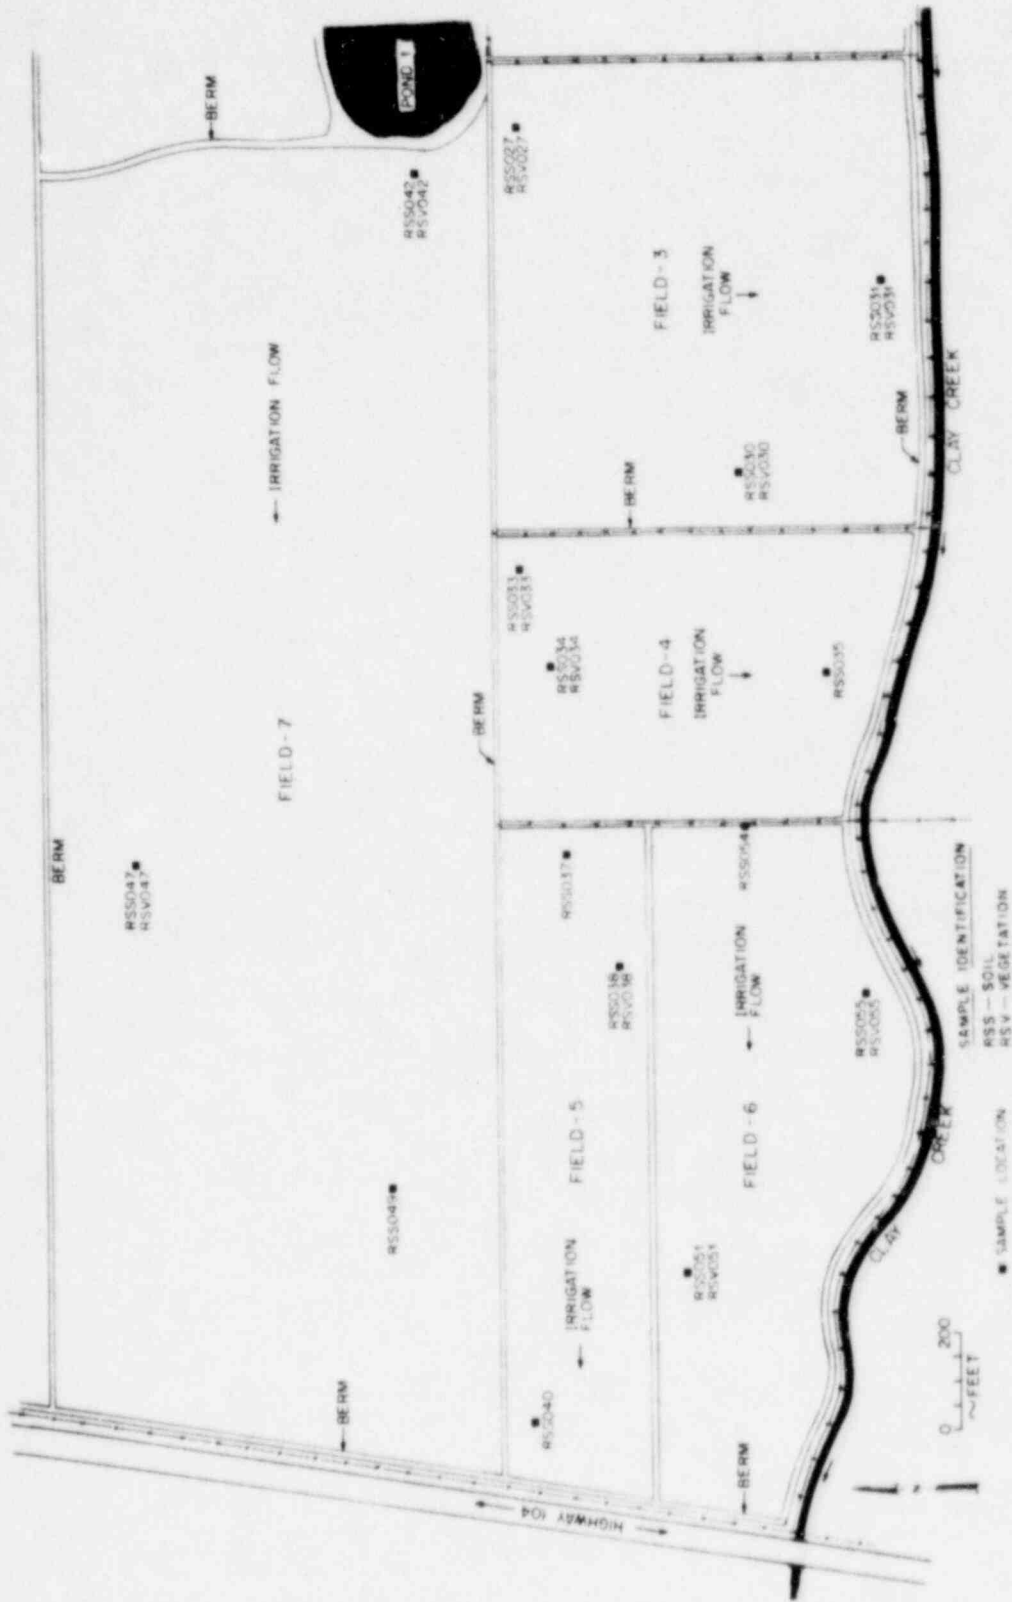 POND 1
BERM
RSS042
RSV042
← IRRIGATION FLOW
FIELD-7
BERM
RSS047
RSV047
RSS049
BERM
RSS027
RSV027
FIELD-3
IRRIGATION
FLOW
RSS031
RSV031
RSS030
RSV030
BERM
BERM
CLAY CREEK
RSS033
RSV033
RSS034
RSV034
FIELD-4
IRRIGATION
FLOW
RSS035
BERM
RSS037
RSS038
RSV038
FIELD-5
IRRIGATION
FLOW
RSS040
RSS054
IRRIGATION
FLOW
FIELD-6
RSS055
RSV055
RSS051
RSV051
BERM
HIGHWAY 104
CLAY
CREEK
0 200
~FEET
N
SAMPLE IDENTIFICATION
RSS — SOIL
RSV — VEGETATION
■ SAMPLE LOCATION